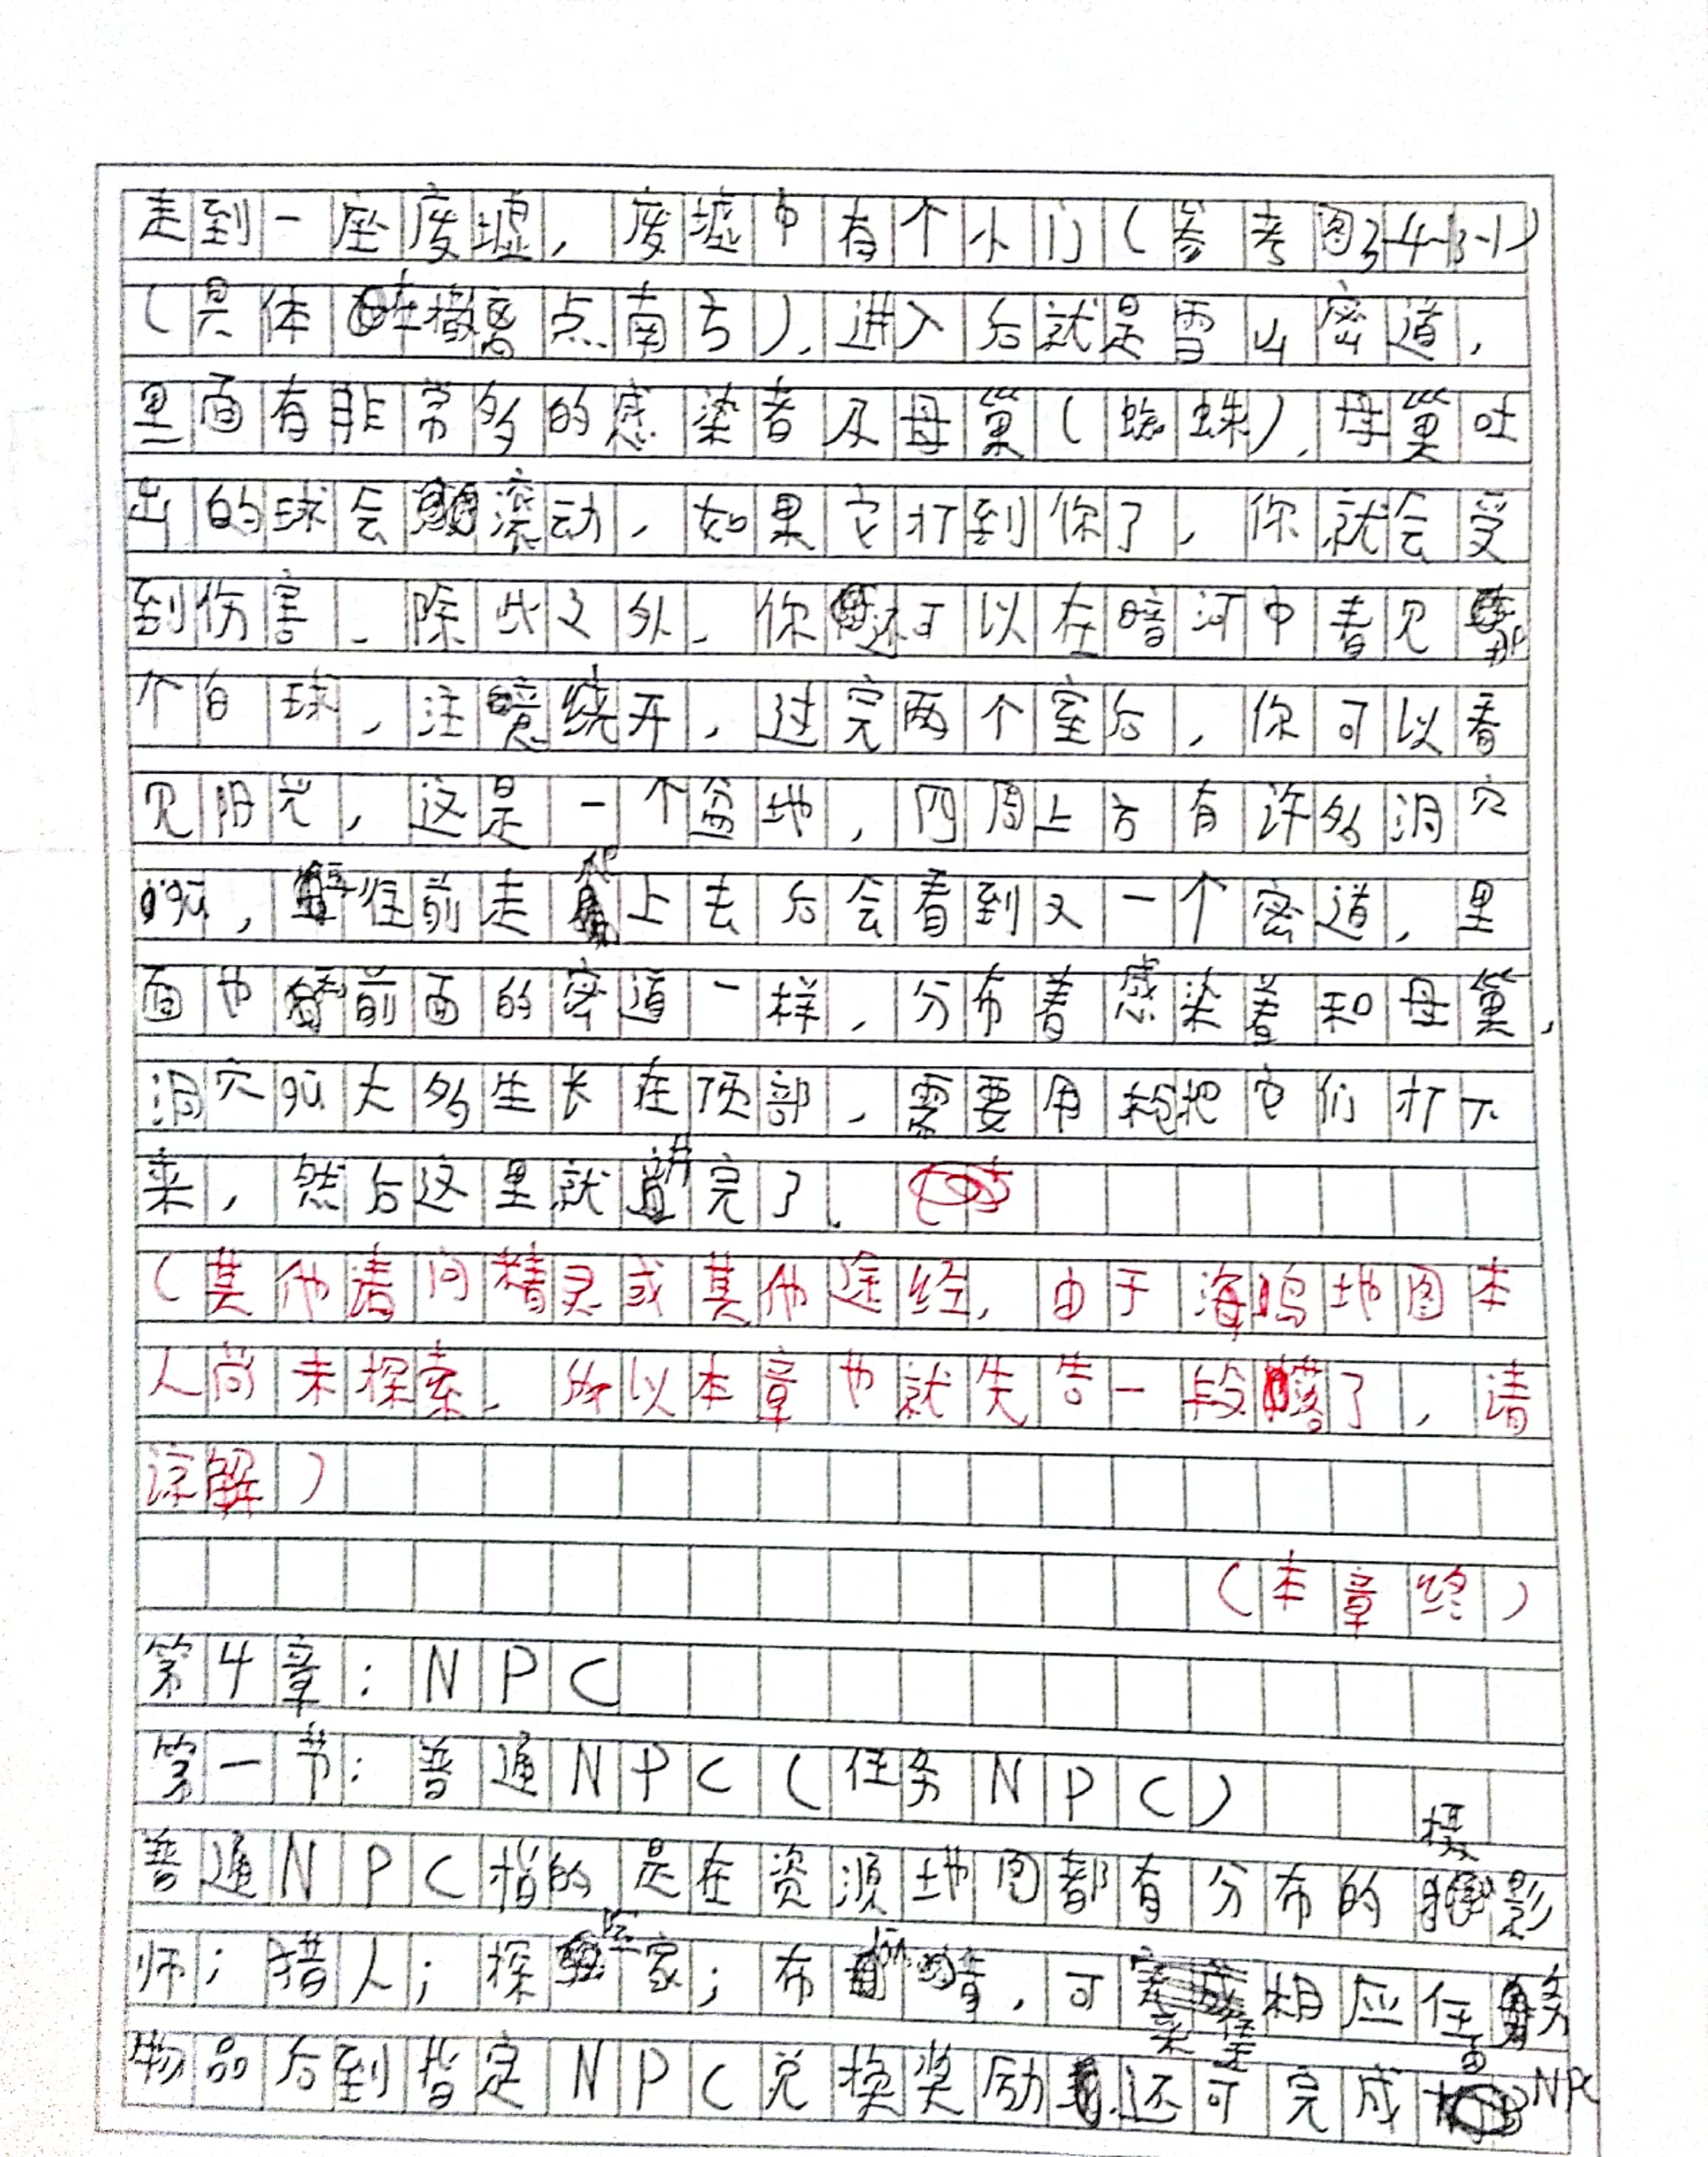 走到一座废墟，废墟中有个小门（参考图3-4-3-1）
（具体在撤离点南方），进入后就是雪山密道，
里面有非常多的感染者及母巢（蜘蛛），母巢吐
出的球会滚动，如果它打到你了，你就会受
到伤害。除此之外，你还可以在暗河中看见那
个白球，注意绕开，过完两个室后，你可以看
见阳光，这是一个盆地，四周上方有许多洞穴
gū，往前走爬上去后会看到又一个密道，里
面也和前面的密道一样，分布着感染者和母巢，
洞穴gū大多生长在顶部，需要用枪把它们打下
来，然后这里就讲完了。
（其他请问精灵或其他途经，由于海岛地图本
人尚未探索，所以本章也就先告一段落了，请
谅解）
（本章终）
第4章：NPC
第一节：普通NPC（任务NPC）
普通NPC指的是在资源地图都有分布的摄影
师；猎人；探险家；布 ，可采集相应任务
物品后到指定NPC兑换奖励，还可完成NPC